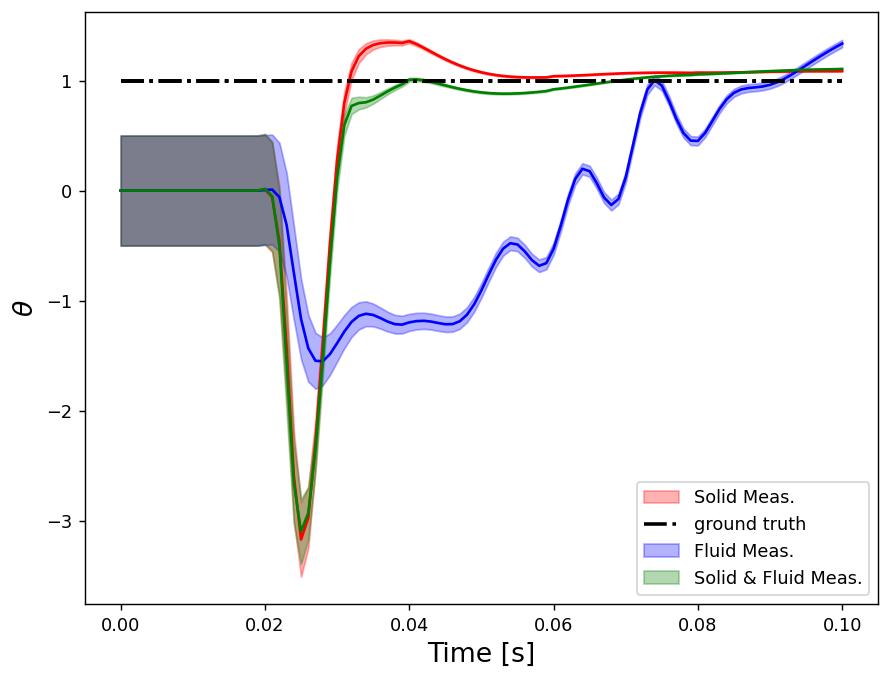 1
0
−1
−2
−3
θ
0.00
0.02
0.04
0.06
0.08
0.10
Time [s]
Solid Meas.
ground truth
Fluid Meas.
Solid & Fluid Meas.